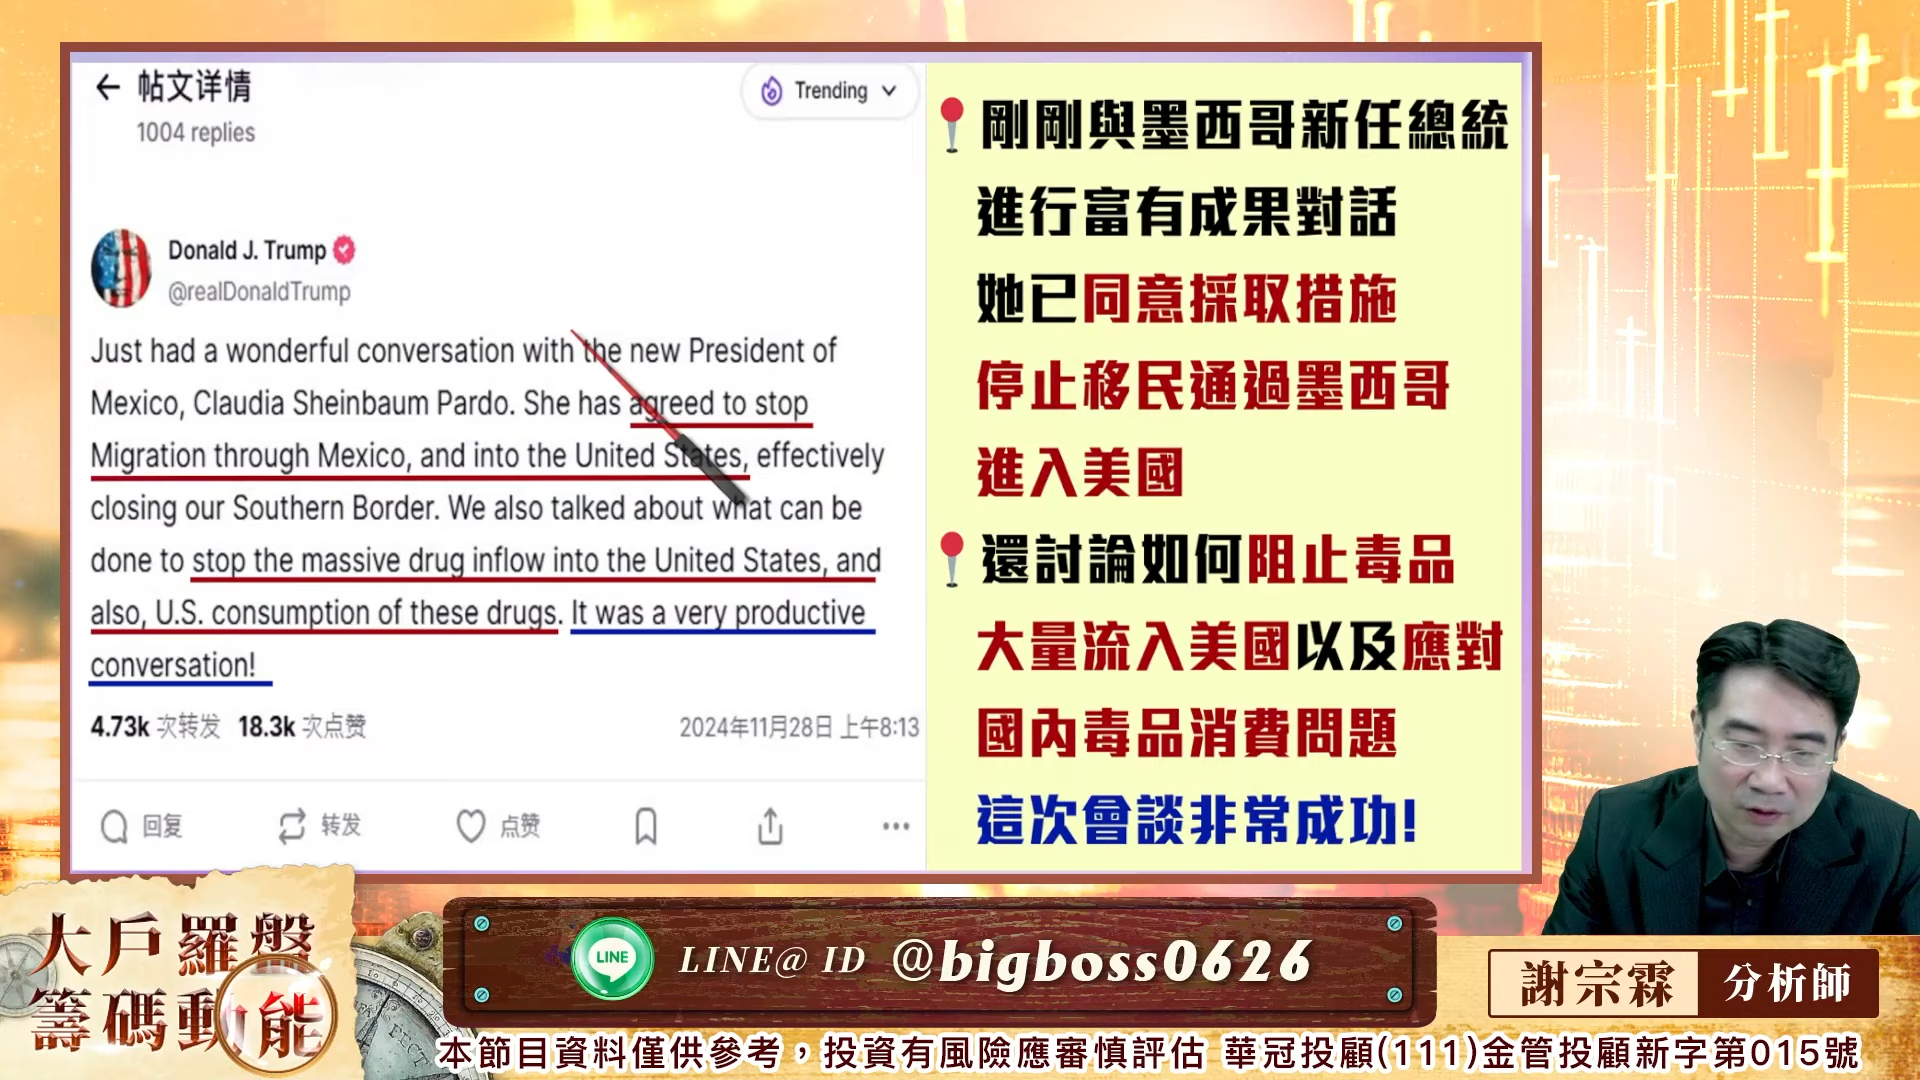 帖文详情
1004 replies
Trending
Donald J. Trump
@realDonaldTrump
Just had a wonderful conversation with the new President of
Mexico, Claudia Sheinbaum Pardo. She has agreed to stop
Migration through Mexico, and into the United States, effectively
closing our Southern Border. We also talked about what can be
done to stop the massive drug inflow into the United States, and
also, U.S. consumption of these drugs. It was a very productive
conversation!
4.73k 次转发 18.3k 次点赞
2024年11月28日 上午8:13
回复
转发
点赞
剛剛與墨西哥新任總統
進行富有成果對話
她已同意採取措施
停止移民通過墨西哥
進入美國
還討論如何阻止毒品
大量流入美國以及應對
國內毒品消費問題
這次會談非常成功!
大戶羅盤
籌碼動能
LINE
LINE@ ID @bigboss0626
謝宗霖 分析師
本節目資料僅供參考，投資有風險應審慎評估 華冠投顧(111)金管投顧新字第015號